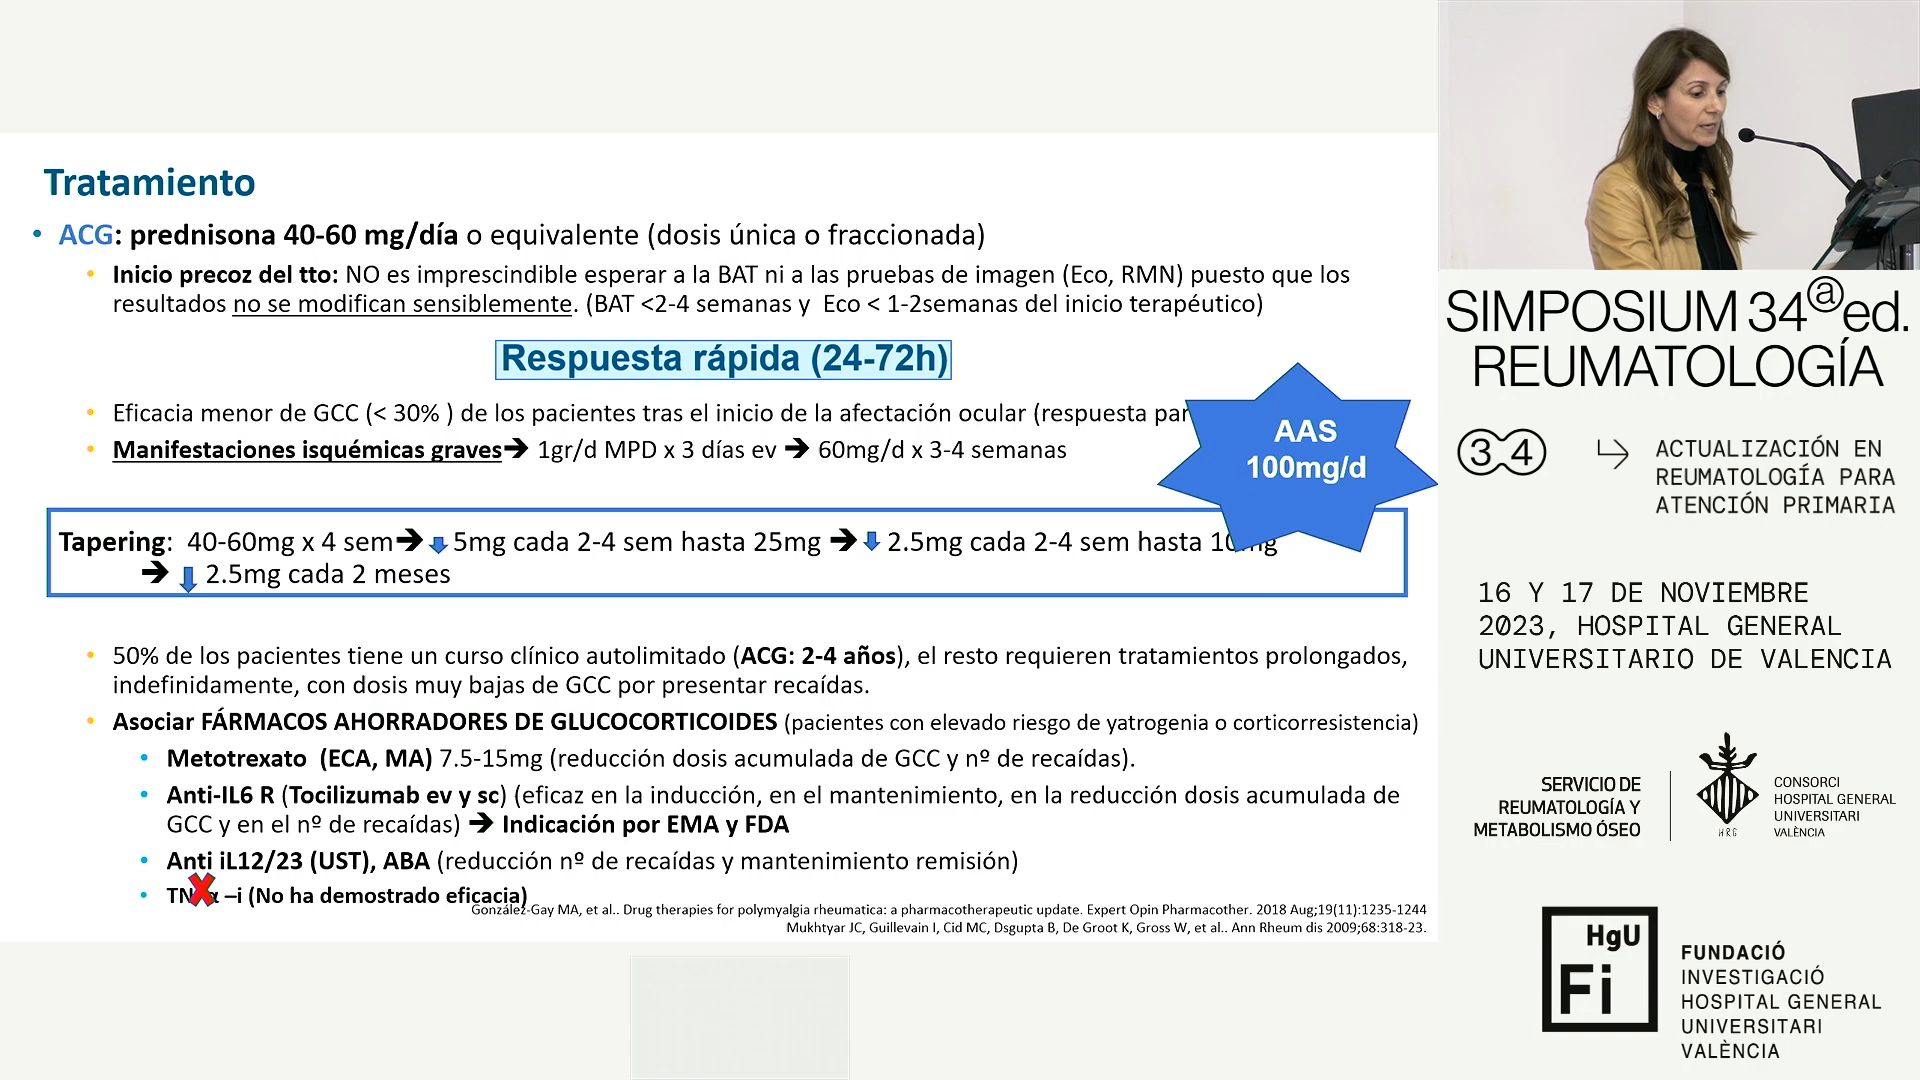 Tratamiento
• ACG: prednisona 40-60 mg/día o equivalente (dosis única o fraccionada)
• Inicio precoz del tto: NO es imprescindible esperar a la BAT ni a las pruebas de imagen (Eco, RMN) puesto que los
resultados no se modifican sensiblemente. (BAT <2-4 semanas y Eco < 1-2semanas del inicio terapéutico)
Respuesta rápida (24-72h)
• Eficacia menor de GCC (< 30% ) de los pacientes tras el inicio de la afectación ocular (respuesta
• Manifestaciones isquémicas graves➔ 1gr/d MPD x 3 días ev ➔ 60mg/d x 3-4 semanas
AAS
100mg/d
Tapering: 40-60mg x 4 sem➔ ⬇ 5mg cada 2-4 sem hasta 25mg ➔ ⬇ 2.5mg cada 2-4 sem hasta
➔ ⬇ 2.5mg cada 2 meses
• 50% de los pacientes tiene un curso clínico autolimitado (ACG: 2-4 años), el resto requieren tratamientos prolongados,
indefinidamente, con dosis muy bajas de GCC por presentar recaídas.
• Asociar FÁRMACOS AHORRADORES DE GLUCOCORTICOIDES (pacientes con elevado riesgo de yatrogenia o corticorresistencia)
• Metotrexato (ECA, MA) 7.5-15mg (reducción dosis acumulada de GCC y nº de recaídas).
• Anti-IL6 R (Tocilizumab ev y sc) (eficaz en la inducción, en el mantenimiento, en la reducción dosis acumulada de
GCC y en el nº de recaídas) ➔ Indicación por EMA y FDA
• Anti iL12/23 (UST), ABA (reducción nº de recaídas y mantenimiento remisión)
• –i (No ha demostrado eficacia)
González-Gay MA, et al.. Drug therapies for polymyalgia rheumatica: a pharmacotherapeutic update. Expert Opin Pharmacother. 2018 Aug;19(11):1235-1244
Mukhtyar JC, Guillevain I, Cid MC, Dsgupta B, De Groot K, Gross W, et al.. Ann Rheum dis 2009;68:318-23.
SIMPOSIUM 34ⓐed.
REUMATOLOGÍA
34
ACTUALIZACIÓN EN
REUMATOLOGÍA PARA
ATENCIÓN PRIMARIA
16 Y 17 DE NOVIEMBRE
2023, HOSPITAL GENERAL
UNIVERSITARIO DE VALENCIA
SERVICIO DE
REUMATOLOGÍA Y
METABOLISMO ÓSEO
HRG
CONSORCI
HOSPITAL GENERAL
UNIVERSITARI
VALÈNCIA
HgU
Fi
FUNDACIÓ
INVESTIGACIÓ
HOSPITAL GENERAL
UNIVERSITARI
VALÈNCIA